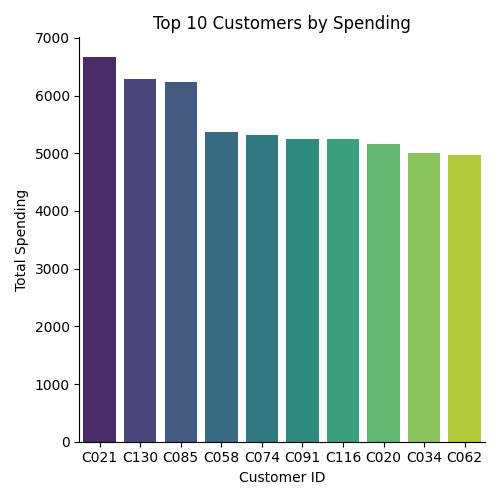 Top 10 Customers by Spending
7000
6000
5000
4000
3000
2000
1000
0
Total Spending
C021 C130 C085 C058 C074 C091 C116 C020 C034 C062
Customer ID